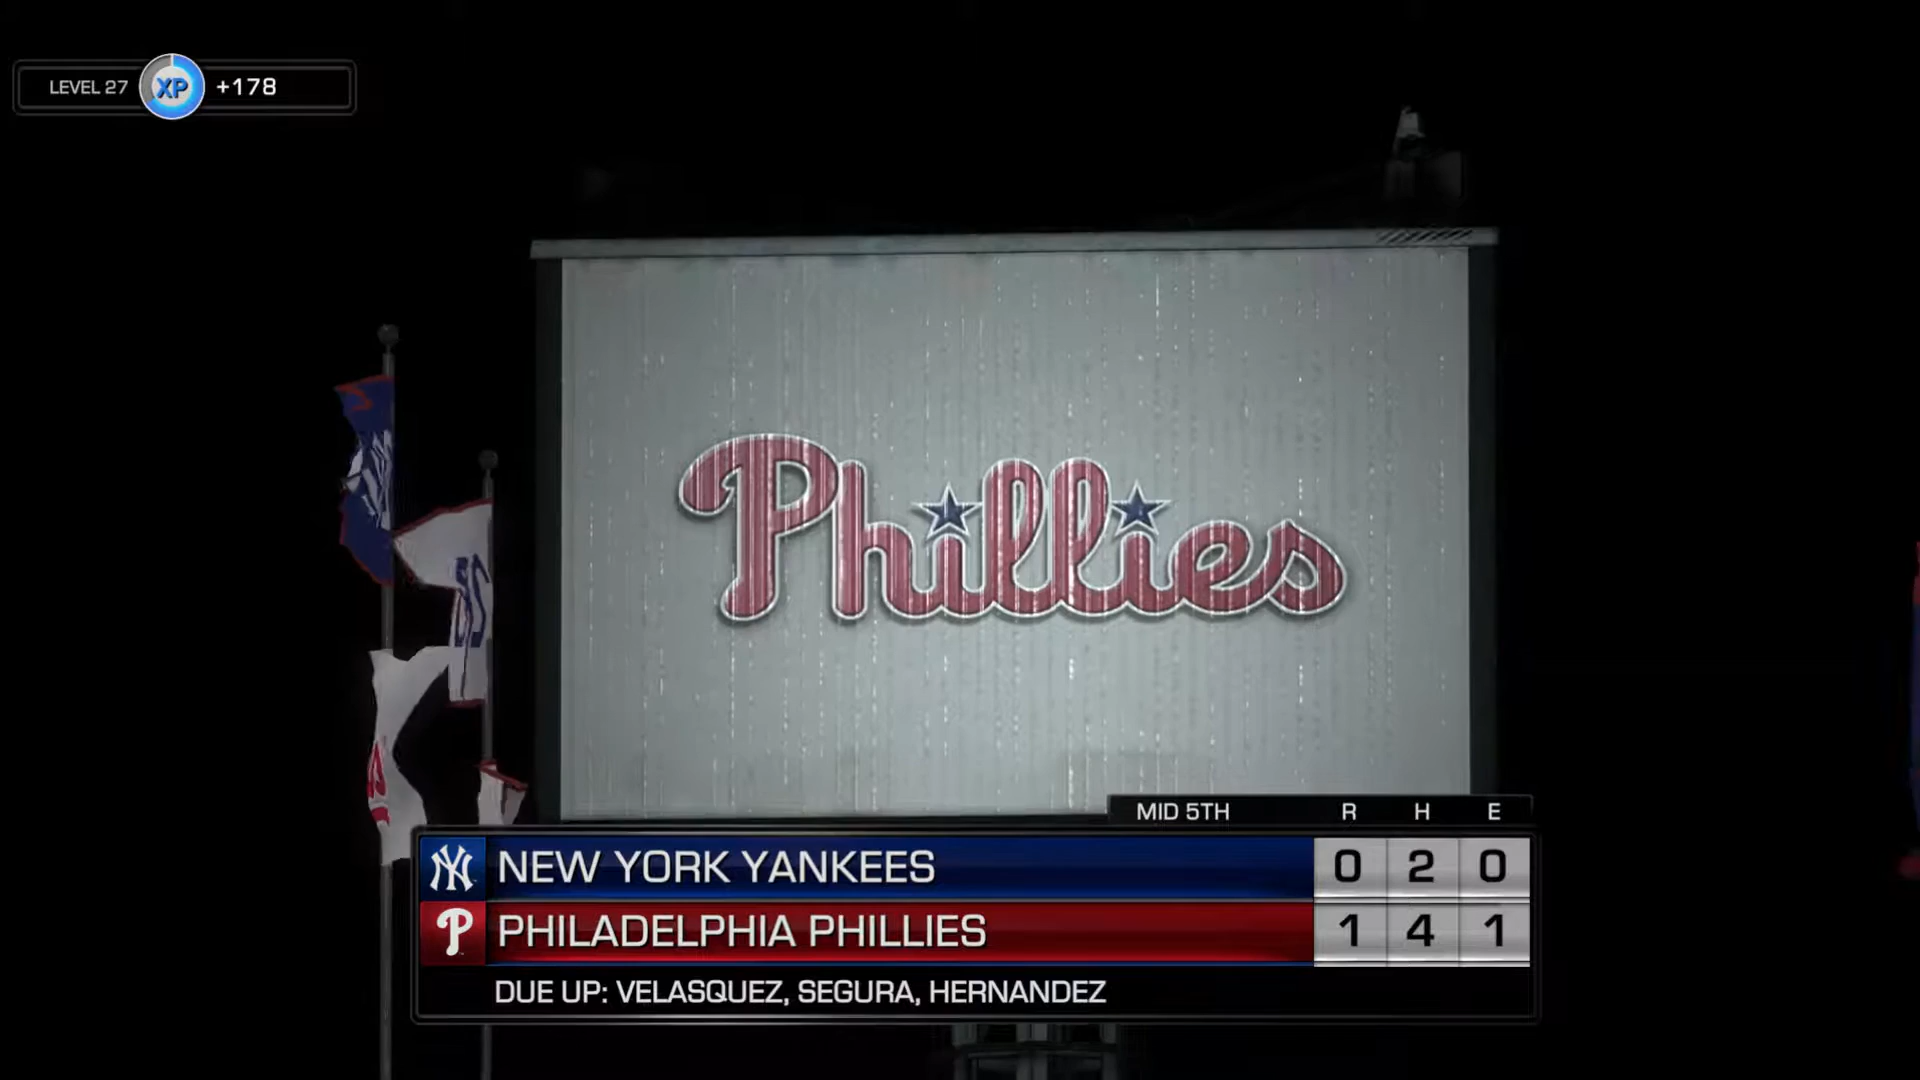 LEVEL 27 XP +178
Phillies
MID 5TH R H E
NY NEW YORK YANKEES 0 2 0
P PHILADELPHIA PHILLIES 1 4 1
DUE UP: VELASQUEZ, SEGURA, HERNANDEZ